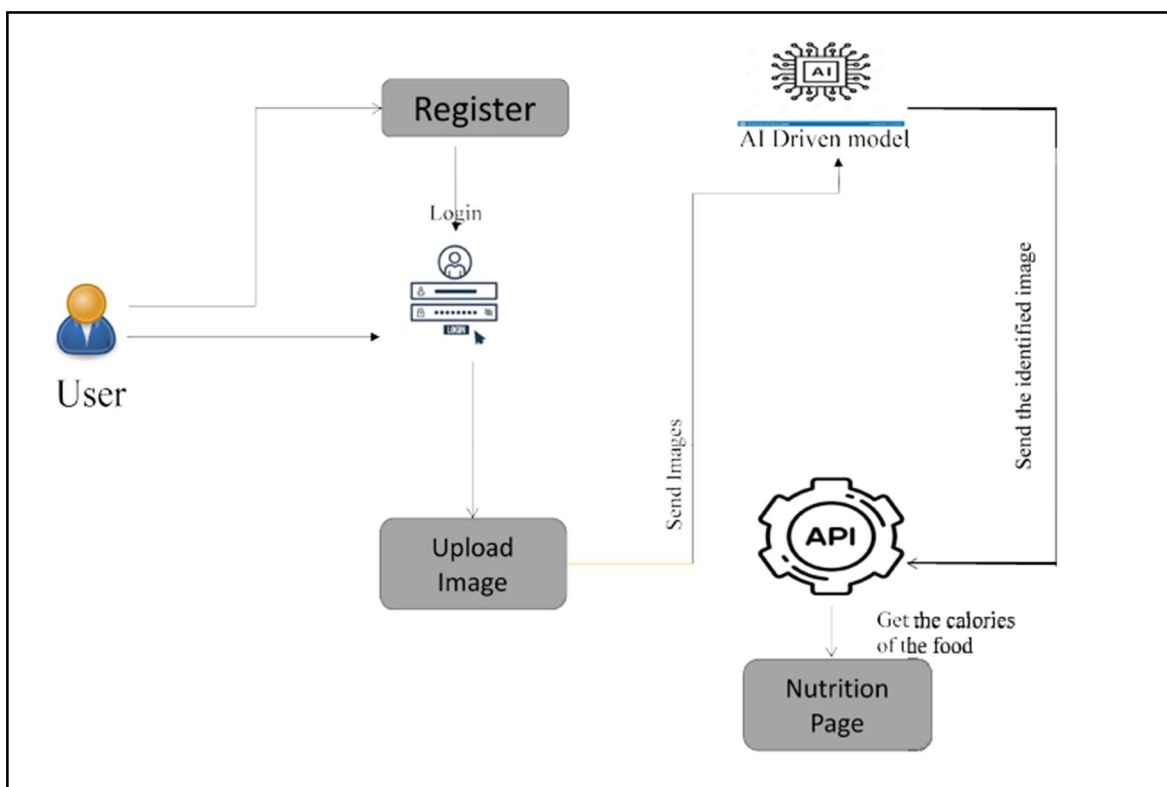 Register
AI
AI Driven model
Login
LOGIN
User
Send Images
Send the identified image
Upload
Image
API
Get the calories
of the food
Nutrition
Page